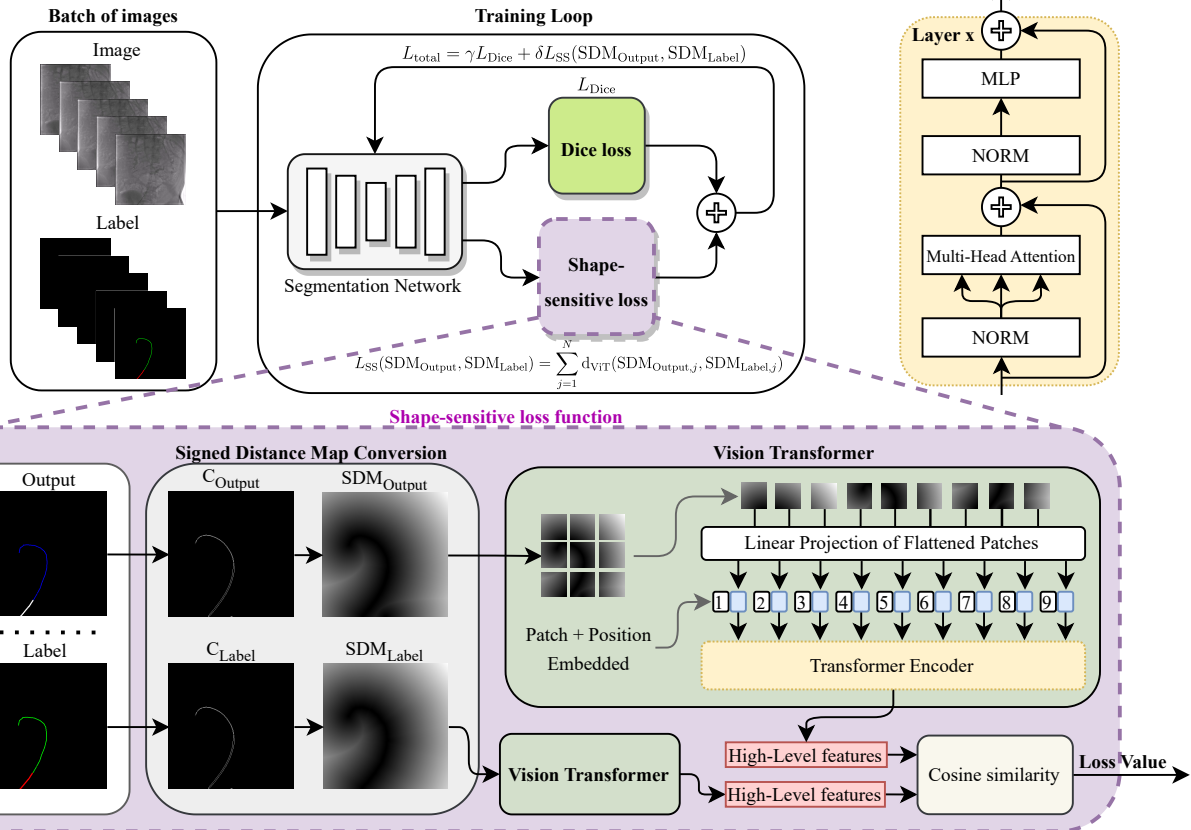 Batch of images
Image
Label
Training Loop
L_total = γL_Dice + δL_SS(SDM_Output, SDM_Label)
L_Dice
Dice loss
Segmentation Network
Shape-
sensitive loss
L_SS(SDM_Output, SDM_Label) = ∑_{j=1}^{N} d_ViT(SDM_Output,j, SDM_Label,j)
Layer x
MLP
NORM
Multi-Head Attention
NORM
Shape-sensitive loss function
Output
Label
Signed Distance Map Conversion
C_Output
SDM_Output
C_Label
SDM_Label
Vision Transformer
Linear Projection of Flattened Patches
1 2 3 4 5 6 7 8 9
Patch + Position
Embedded
Transformer Encoder
Vision Transformer
High-Level features
High-Level features
Cosine similarity
Loss Value